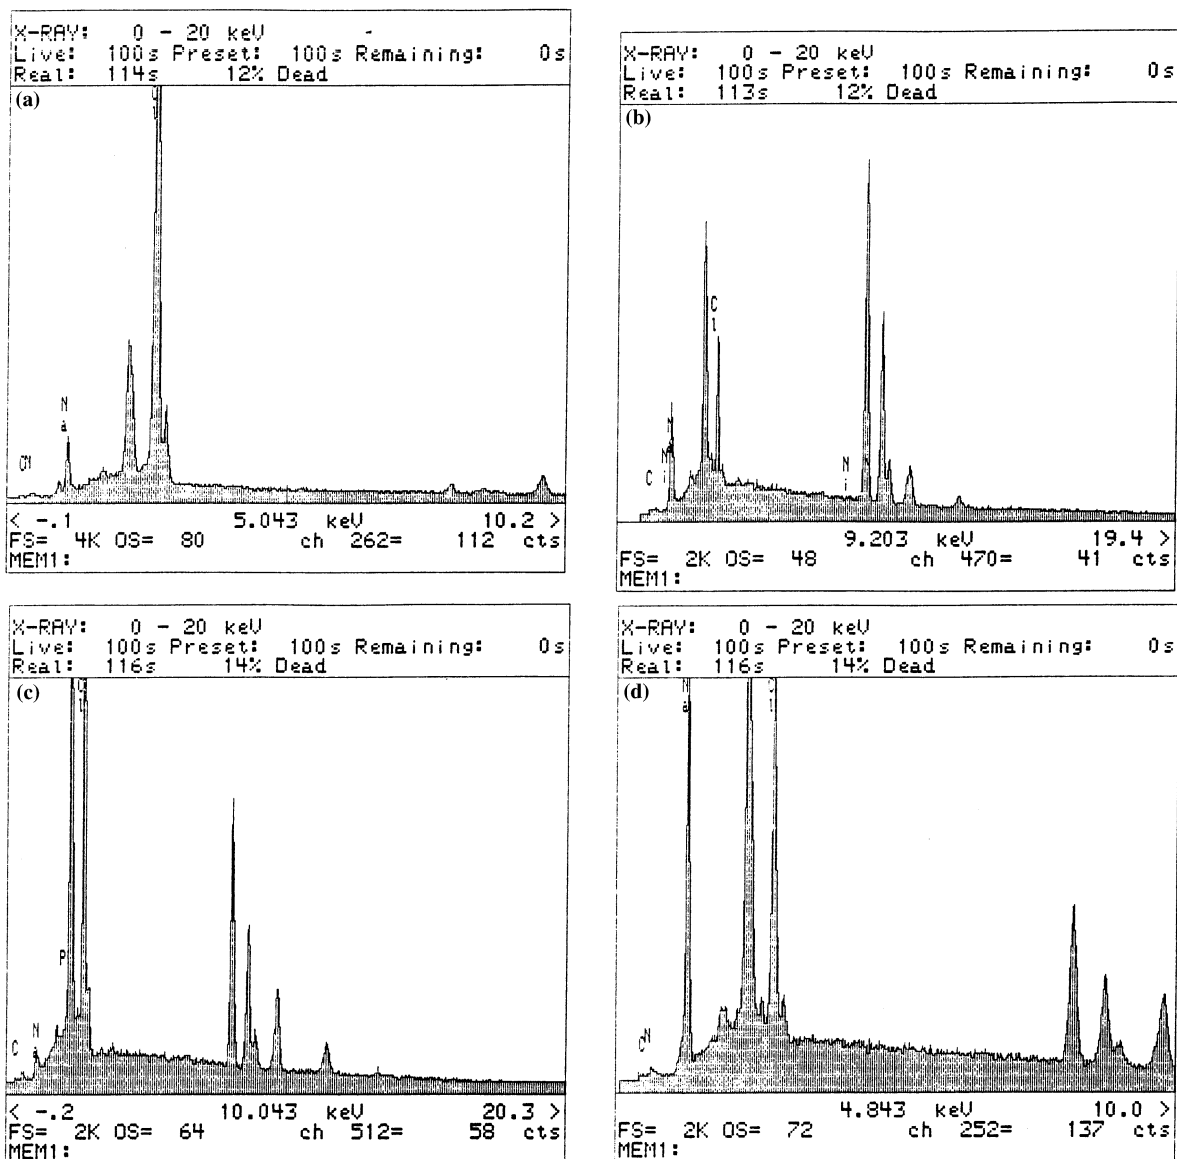 X-RAY: 0 - 20 keV
Live: 100s Preset: 100s Remaining: 0s
Real: 114s 12% Dead
(a)
N
a
< -.1 5.043 keV 10.2 >
FS= 4K OS= 80 ch 262= 112 cts
MEM1:
X-RAY: 0 - 20 keV
Live: 100s Preset: 100s Remaining: 0s
Real: 113s 12% Dead
(b)
C
l
N
N
i
C
N
i
9.203 keV 19.4 >
FS= 2K OS= 48 ch 470= 41 cts
MEM1:
X-RAY: 0 - 20 keV
Live: 100s Preset: 100s Remaining: 0s
Real: 116s 14% Dead
(c)
P
N
a
C
< -.2 10.043 keV 20.3 >
FS= 2K OS= 64 ch 512= 58 cts
MEM1:
X-RAY: 0 - 20 keV
Live: 100s Preset: 100s Remaining: 0s
Real: 116s 14% Dead
(d)
N
a
l
N
4.843 keV 10.0 >
FS= 2K OS= 72 ch 252= 137 cts
MEM1: